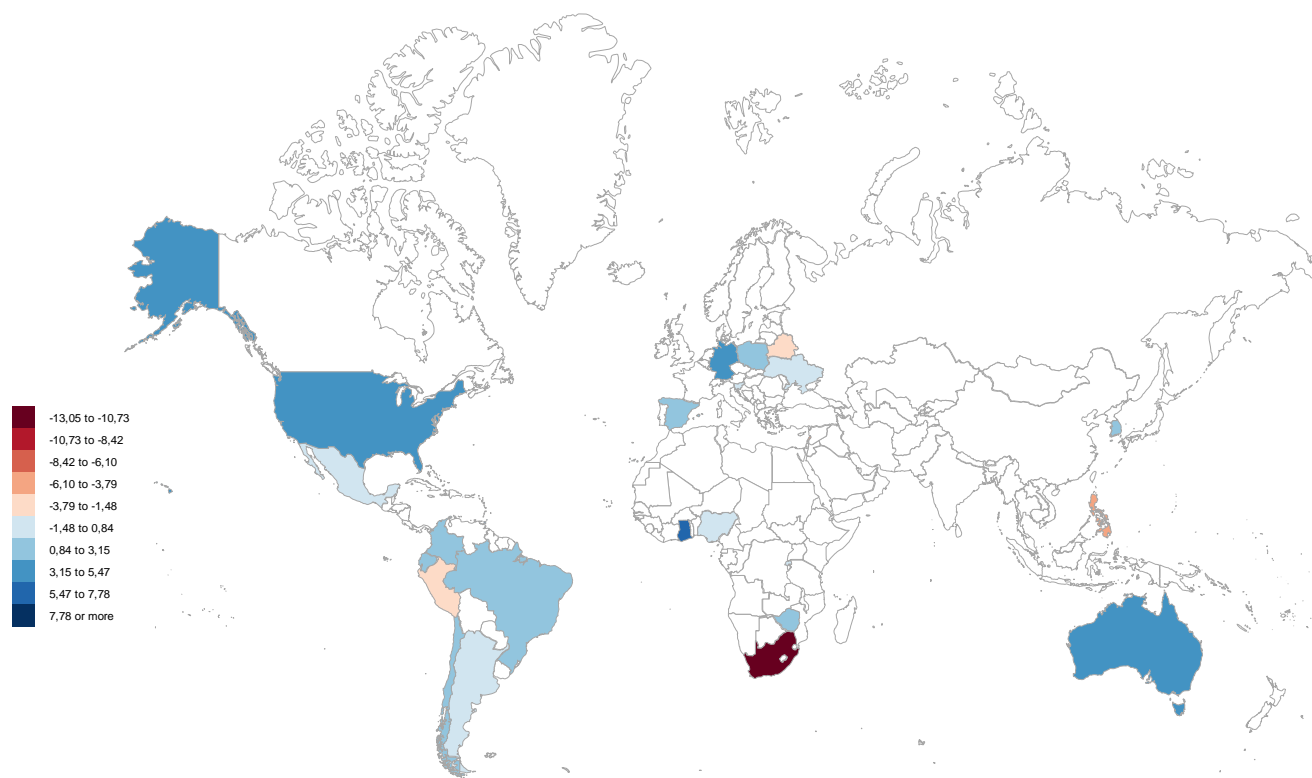 -13,05 to -10,73
-10,73 to -8,42
-8,42 to -6,10
-6,10 to -3,79
-3,79 to -1,48
-1,48 to 0,84
0,84 to 3,15
3,15 to 5,47
5,47 to 7,78
7,78 or more